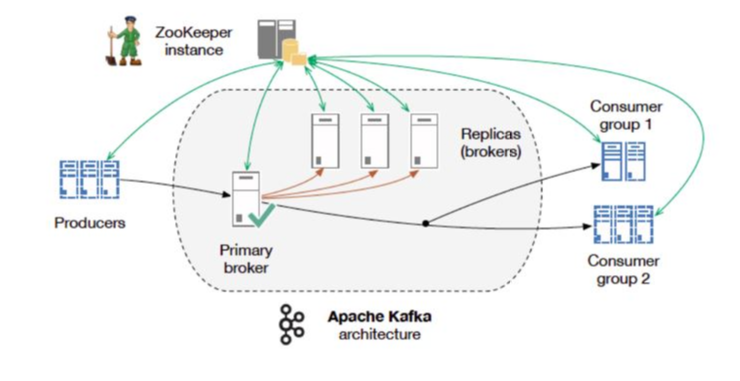 ZooKeeper
instance
Consumer
group 1
Replicas
(brokers)
Producers
Primary
broker
Consumer
group 2
Apache Kafka
architecture